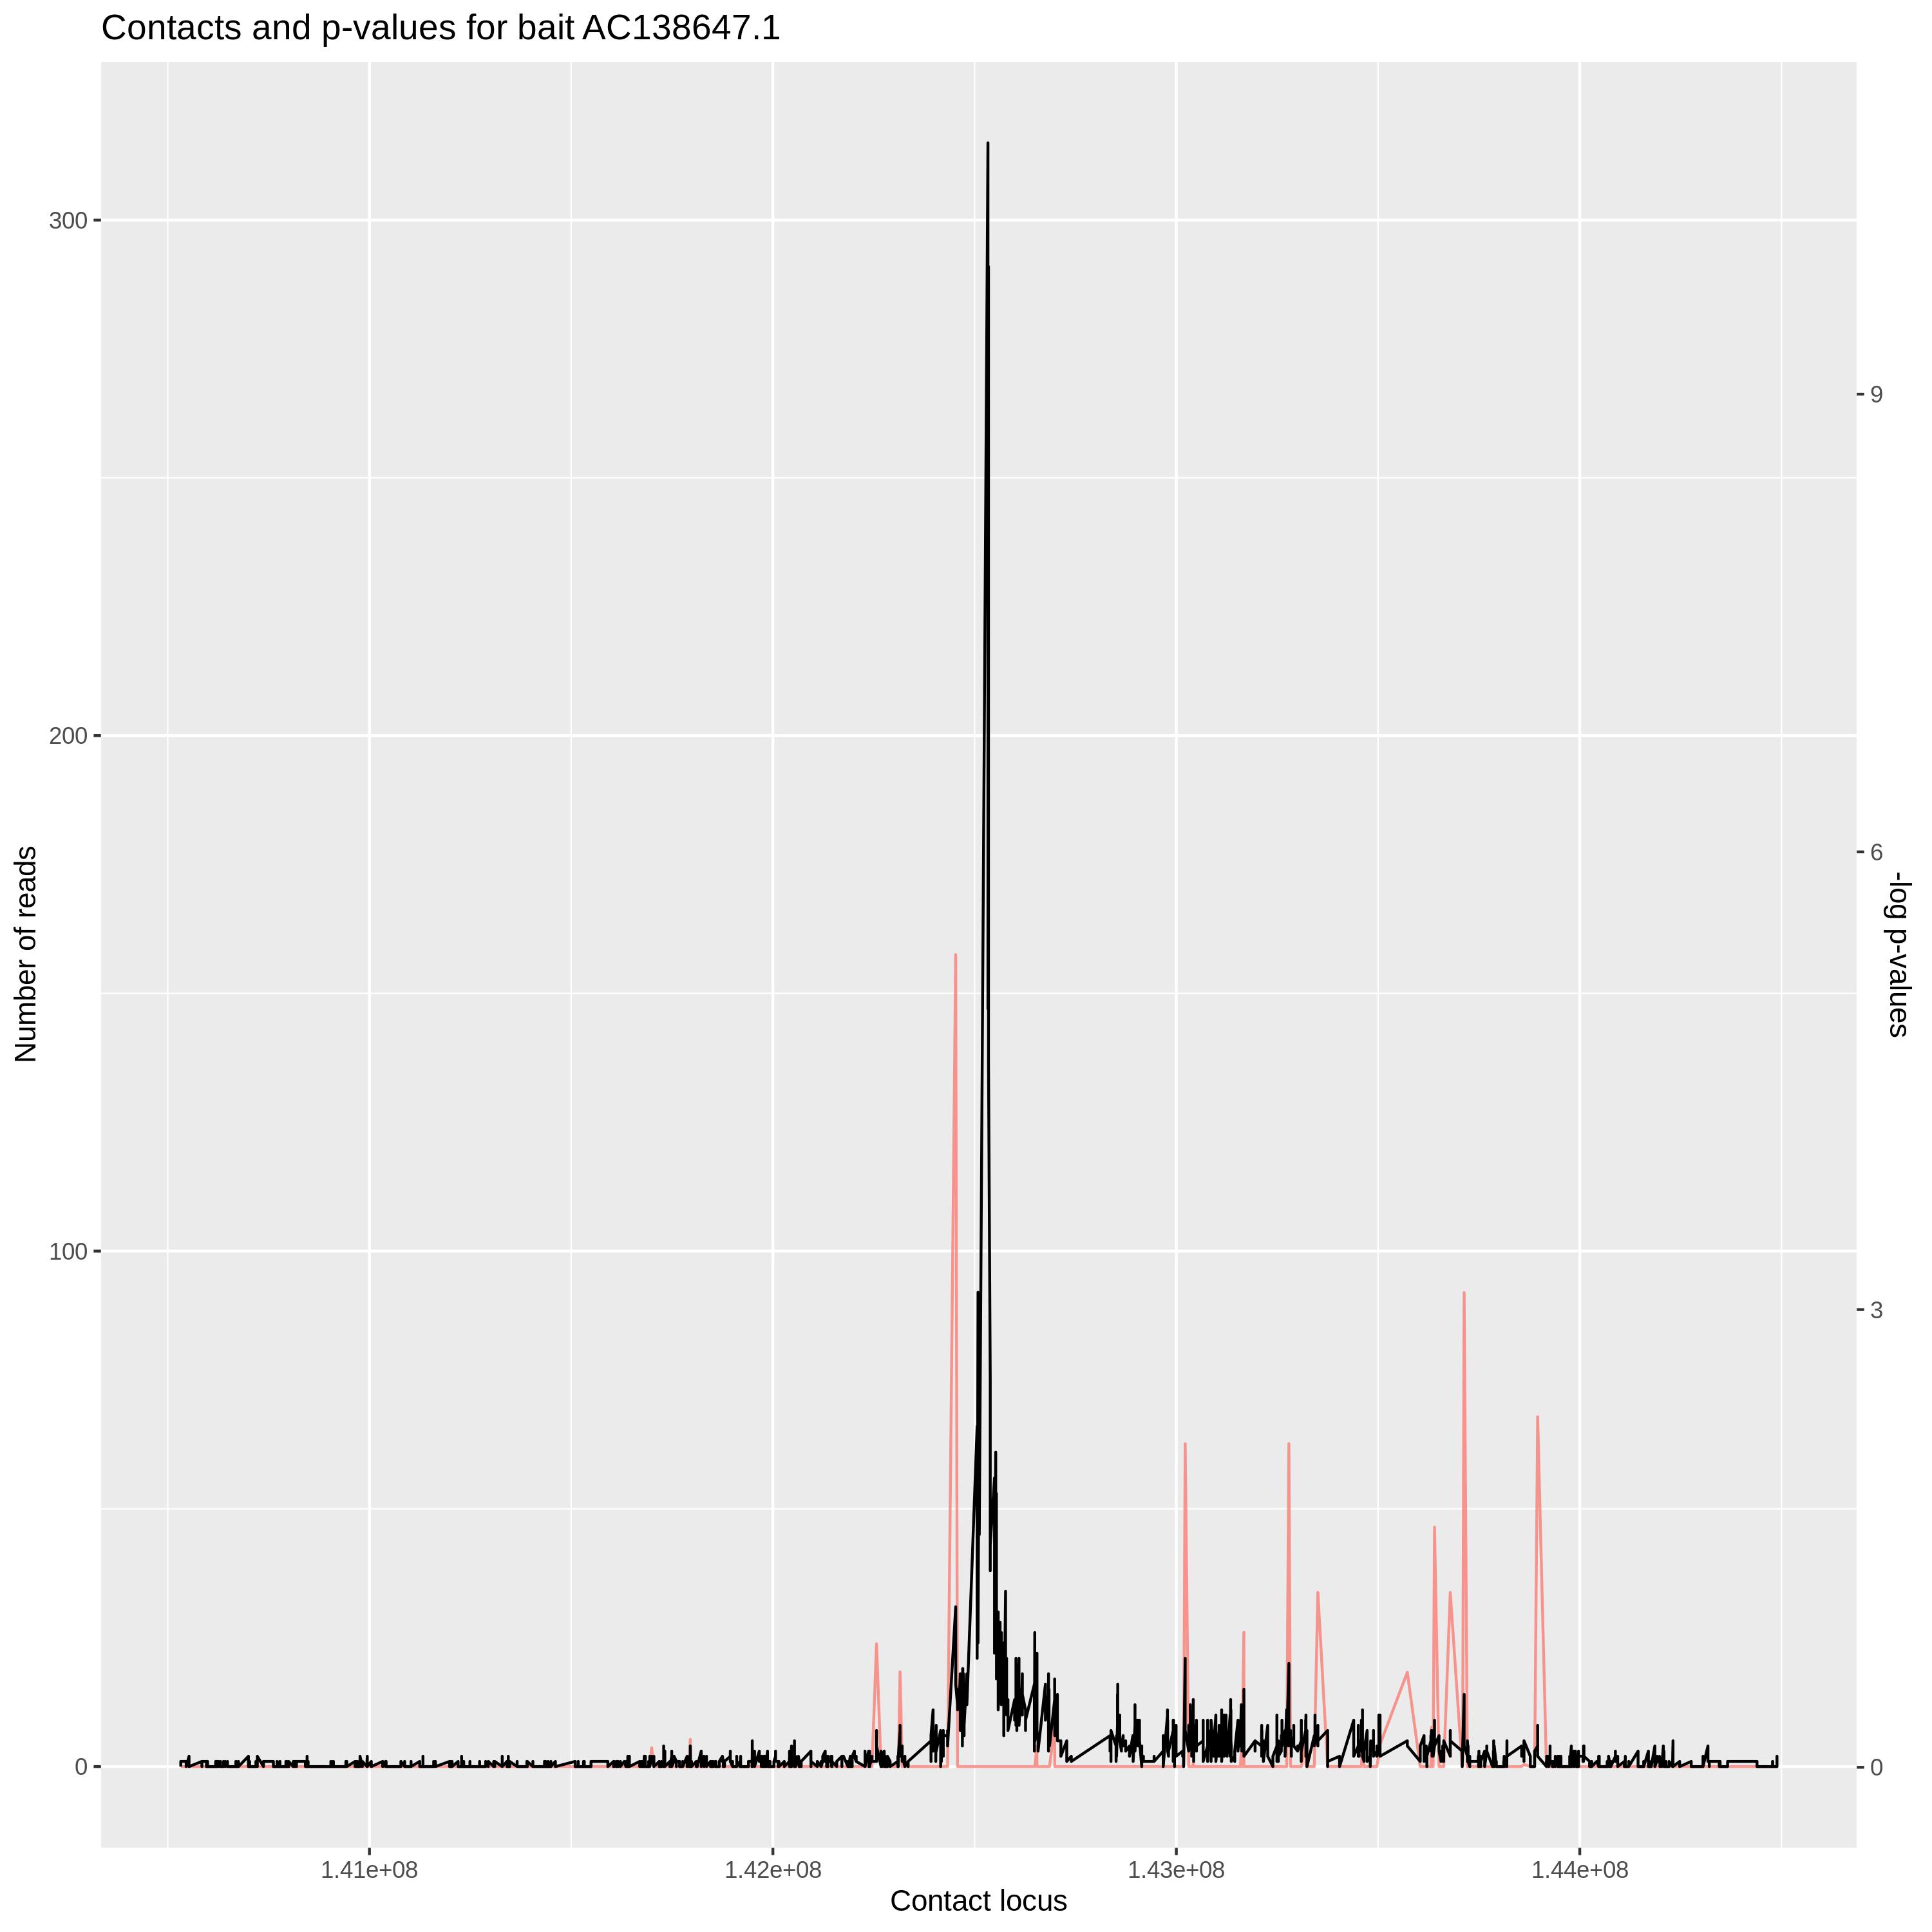 Contacts and p-values for bait AC138647.1
300
200
100
0
Number of reads
9
6
3
0
-log p-values
1.41e+08
1.42e+08
1.43e+08
1.44e+08
Contact locus